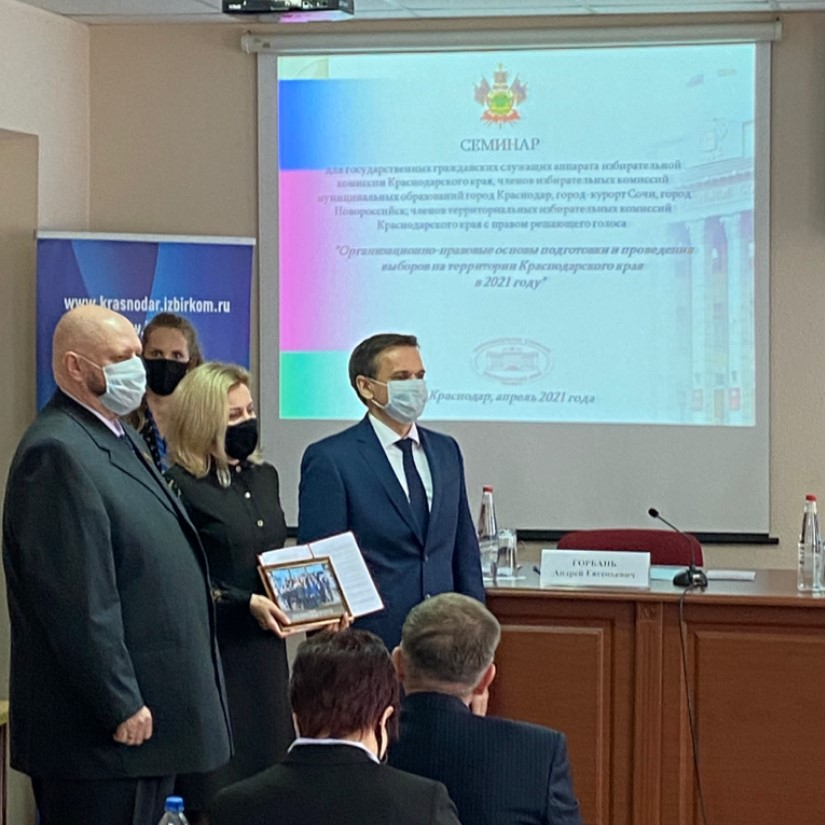 СЕМИНАР
для государственных гражданских служащих аппарата избирательной
комиссии Краснодарского края, членов избирательных комиссий
муниципальных образований город Краснодар, город-курорт Сочи, город
Новороссийск, членов территориальных избирательных комиссий
Краснодарского края с правом решающего голоса
"Организационно-правовые основы подготовки и проведения
выборов на территории Краснодарского края
в 2021 году"
Краснодар, апрель 2021 года
www.krasnodar.izbirkom.ru
ГОРБАНЬ
Андрей Евгеньевич